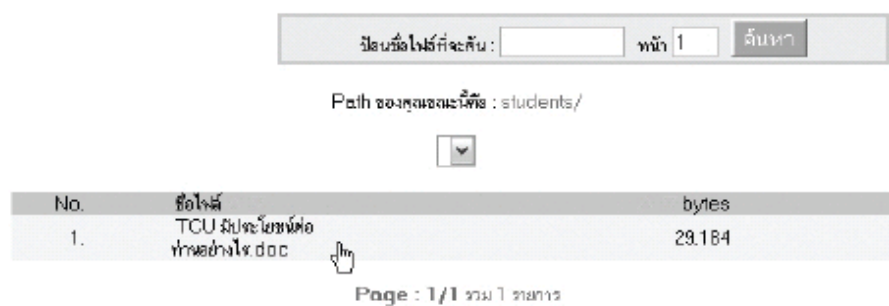 ป้อนชื่อไฟล์ที่จะค้น : หน้า 1 ค้นหา
Path ของคุณขณะนี้คือ : students/
No. ชื่อไฟล์ bytes
1. TCU มีประโยชน์ต่อ
ท่านอย่างไร.doc 29,184
Page : 1/1 รวม 1 รายการ